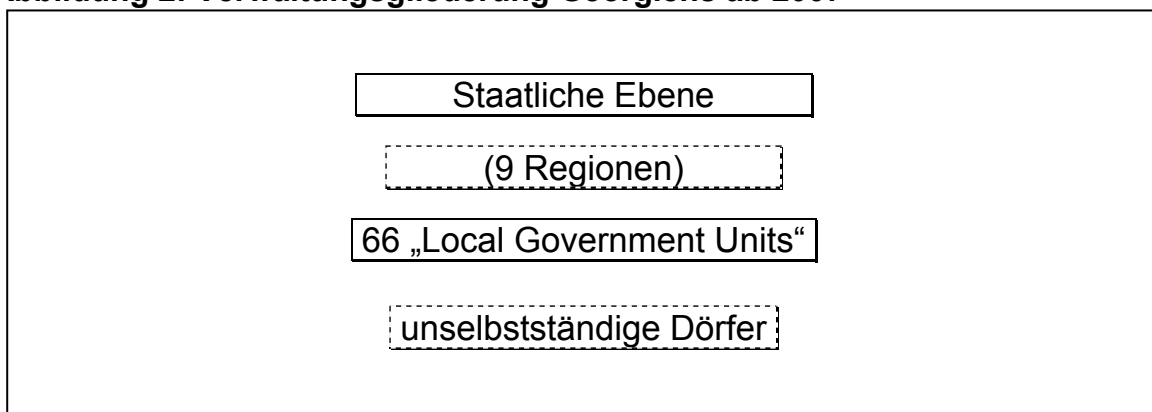 Staatliche Ebene
(9 Regionen)
66 „Local Government Units“
unselbstständige Dörfer